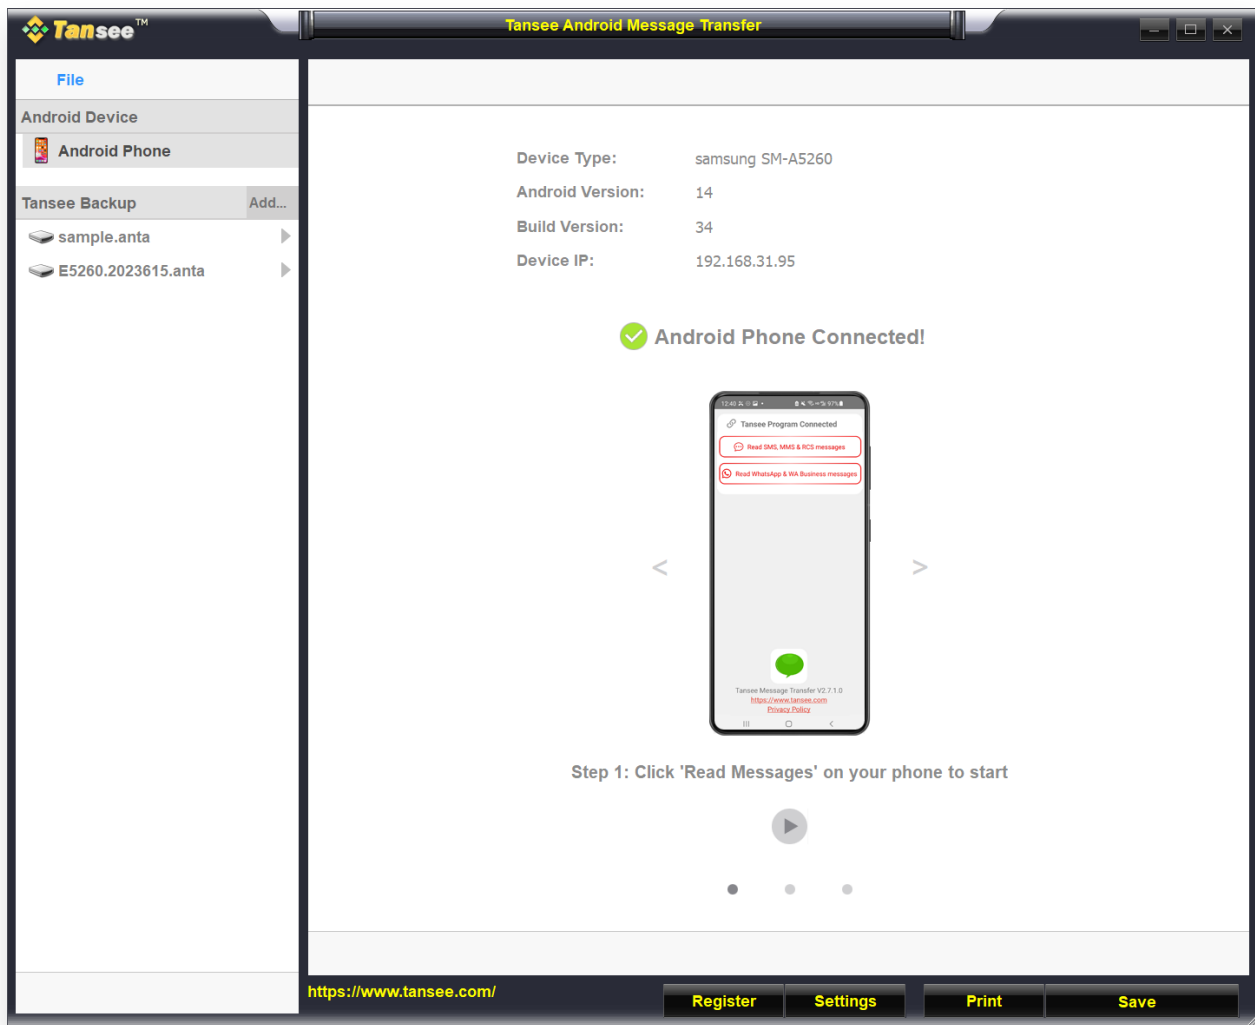 Tansee™
Tansee Android Message Transfer
File
Android Device
Android Phone
Tansee Backup
Add...
sample.anta
E5260.2023615.anta
Device Type: samsung SM-A5260
Android Version: 14
Build Version: 34
Device IP: 192.168.31.95
Android Phone Connected!
12:40 97%
Tansee Program Connected
Read SMS, MMS & RCS messages
Read WhatsApp & WA Business messages
<
>
Tansee Message Transfer V2.7.1.0
https://www.tansee.com
Privacy Policy
Step 1: Click 'Read Messages' on your phone to start
https://www.tansee.com/
Register
Settings
Print
Save